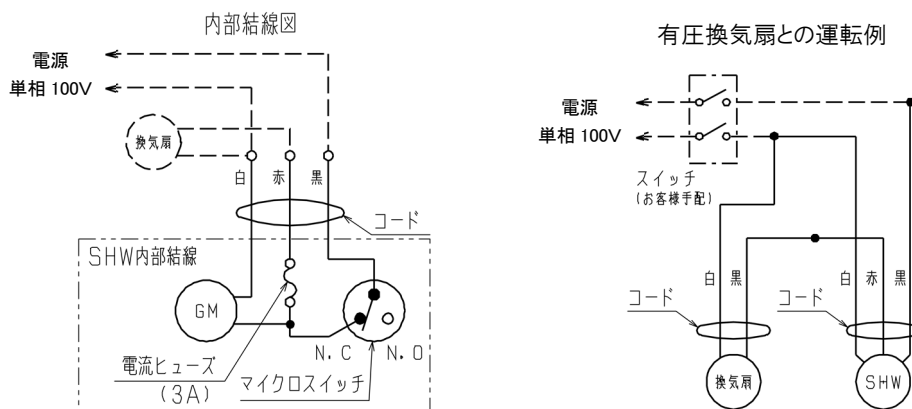 内部結線図
電源
単相 100V
換気扇
白
赤
黒
コード
SHW内部結線
GM
N.C
N.O
電流ヒューズ
(3A)
マイクロスイッチ
有圧換気扇との運転例
電源
単相 100V
スイッチ
(お客様手配)
白
黒
白
赤
黒
コード
コード
換気扇
SHW